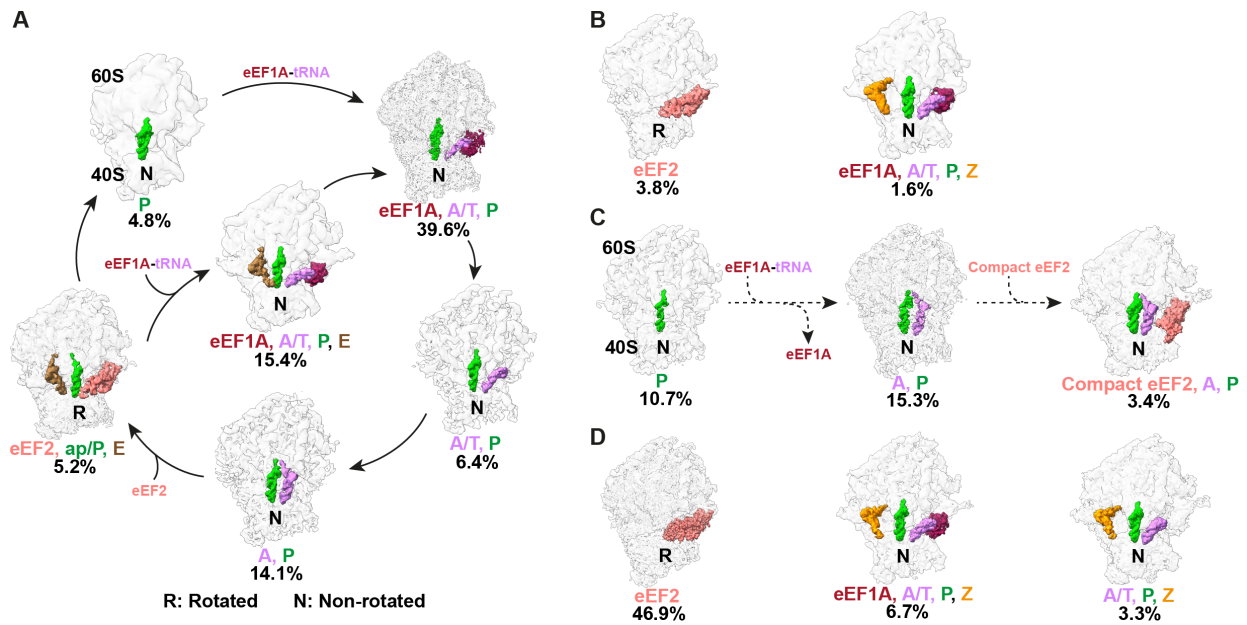 A
60S
40S
N
P
4.8%
eEF1A-tRNA
N
eEF1A, A/T, P
39.6%
eEF1A-tRNA
N
eEF1A, A/T, P, E
15.4%
R
eEF2, ap/P, E
5.2%
eEF2
N
A/T, P
6.4%
N
A, P
14.1%
R: Rotated N: Non-rotated
B
R
eEF2
3.8%
N
eEF1A, A/T, P, Z
1.6%
C
60S
40S
N
P
10.7%
eEF1A-tRNA
eEF1A
N
A, P
15.3%
Compact eEF2
N
Compact eEF2, A, P
3.4%
D
R
eEF2
46.9%
N
eEF1A, A/T, P, Z
6.7%
N
A/T, P, Z
3.3%